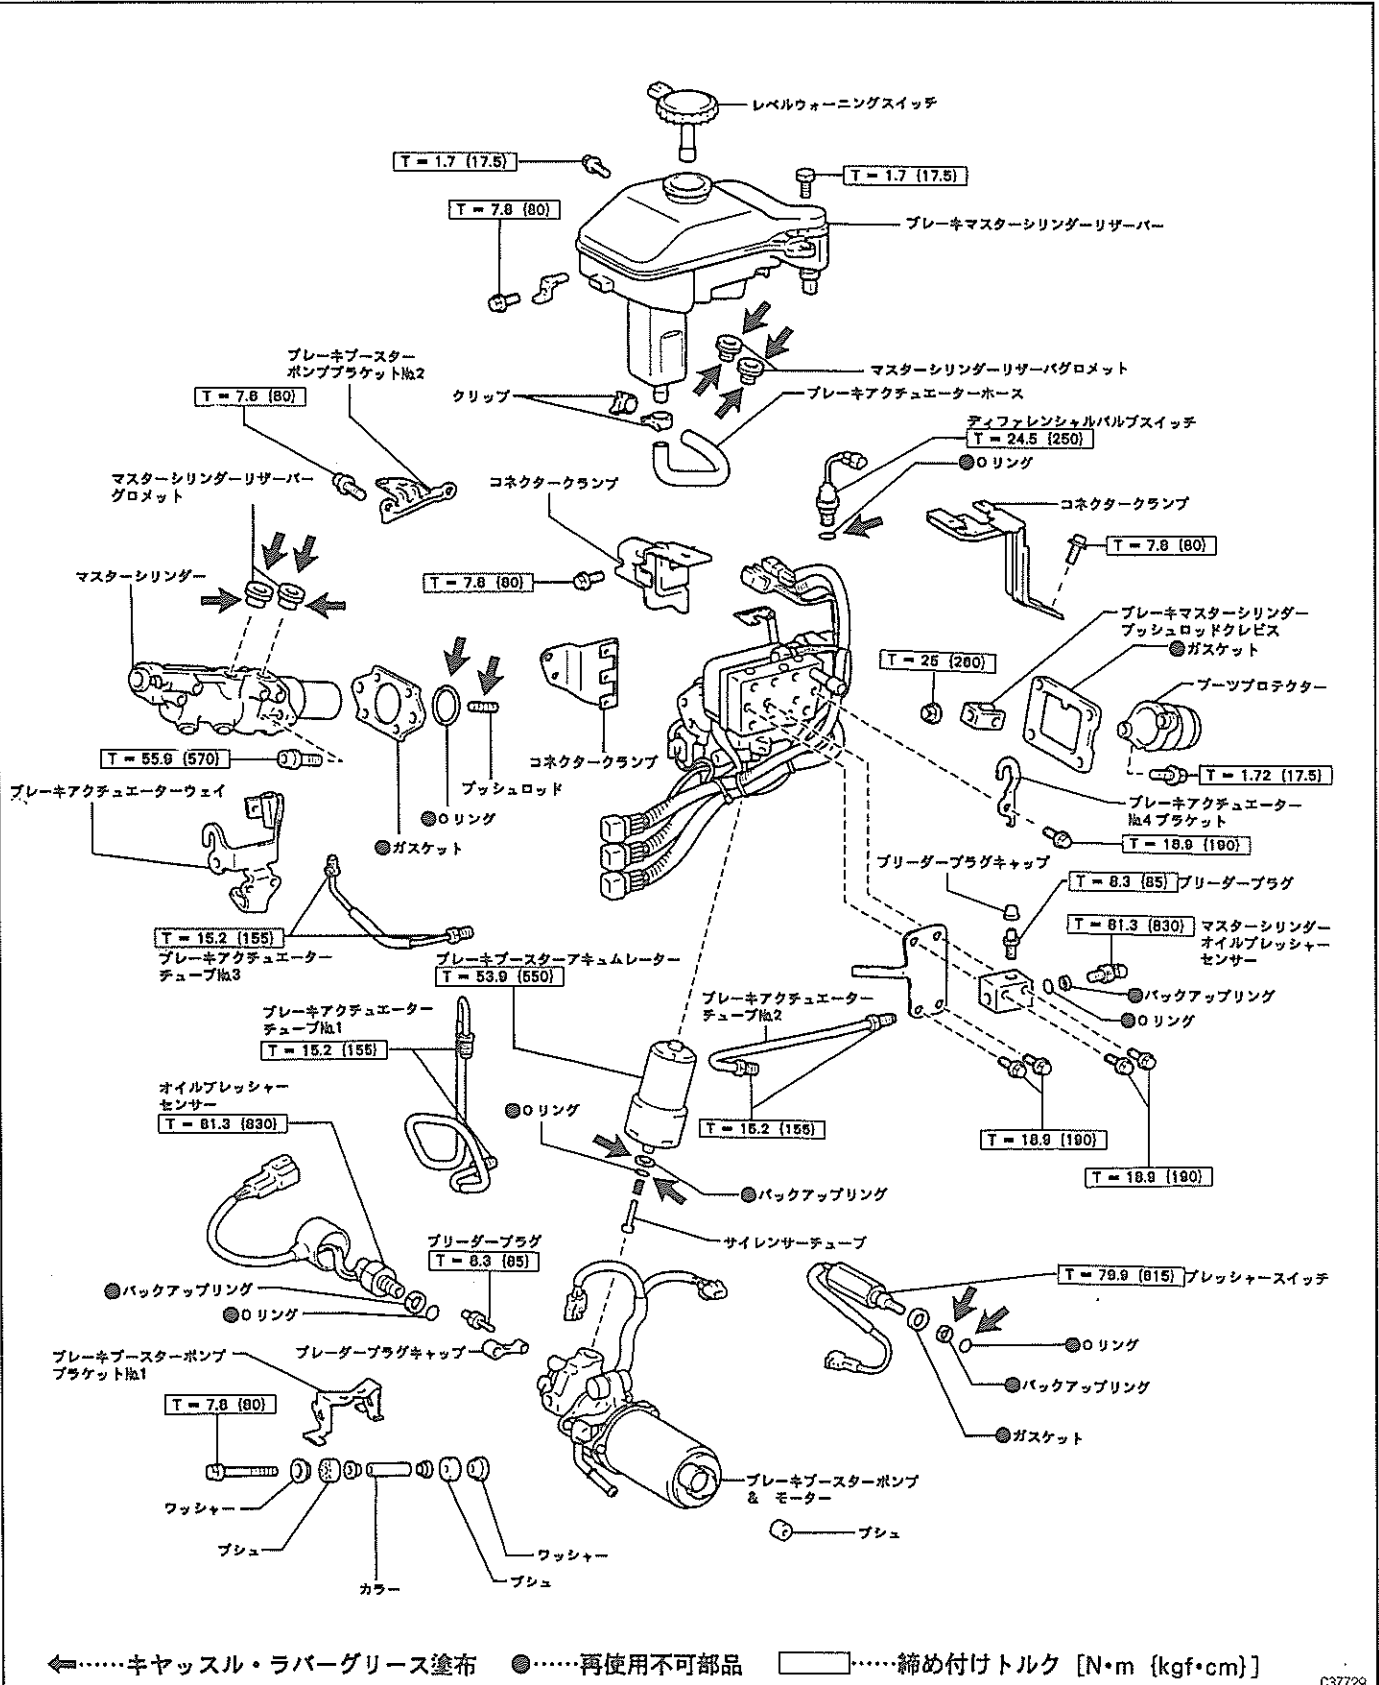 レベルウォーニングスイッチ
T = 1.7 {17.5}
T = 1.7 {17.5}
T = 7.8 {80}
ブレーキマスターシリンダーリザーバー
ブレーキブースター
ポンプブラケット№2
マスターシリンダーリザーバグロメット
T = 7.8 {80}
クリップ
ブレーキアクチュエーターホース
ディファレンシャルバルブスイッチ
T = 24.5 {250}
●Oリング
マスターシリンダーリザーバー
グロメット
コネクタークランプ
コネクタークランプ
T = 7.8 {80}
マスターシリンダー
T = 7.8 {80}
ブレーキマスターシリンダー
プッシュロッドクレビス
●ガスケット
T = 25 {260}
ブーツプロテクター
T = 55.9 {570}
コネクタークランプ
T = 1.72 {17.5}
ブレーキアクチュエーターウェイ
プッシュロッド
●Oリング
ブレーキアクチュエーター
№4ブラケット
●ガスケット
T = 18.9 {190}
ブリーダープラグキャップ
T = 8.3 {85} ブリーダープラグ
T = 15.2 {155}
ブレーキアクチュエーター
チューブ№3
T = 81.3 {830} マスターシリンダー
オイルプレッシャー
センサー
ブレーキブースターアキュムレーター
T = 53.9 {550}
ブレーキアクチュエーター
チューブ№2
●バックアップリング
●Oリング
ブレーキアクチュエーター
チューブ№1
T = 15.2 {155}
オイルプレッシャー
センサー
T = 81.3 {830}
●Oリング
T = 15.2 {155}
T = 18.9 {190}
T = 18.9 {190}
●バックアップリング
ブリーダープラグ
T = 8.3 {85}
サイレンサーチューブ
T = 79.9 {815} プレッシャースイッチ
●バックアップリング
●Oリング
ブレーキブースターポンプ
ブラケット№1
ブレーダープラグキャップ
●Oリング
●バックアップリング
T = 7.8 {80}
●ガスケット
ブレーキブースターポンプ
& モーター
ワッシャー
ブシュ
ブシュ
ワッシャー
ブシュ
カラー
⬅……キヤッスル・ラバーグリース塗布 ●……再使用不可部品 ……締め付けトルク [N・m {kgf・cm}]
C37729